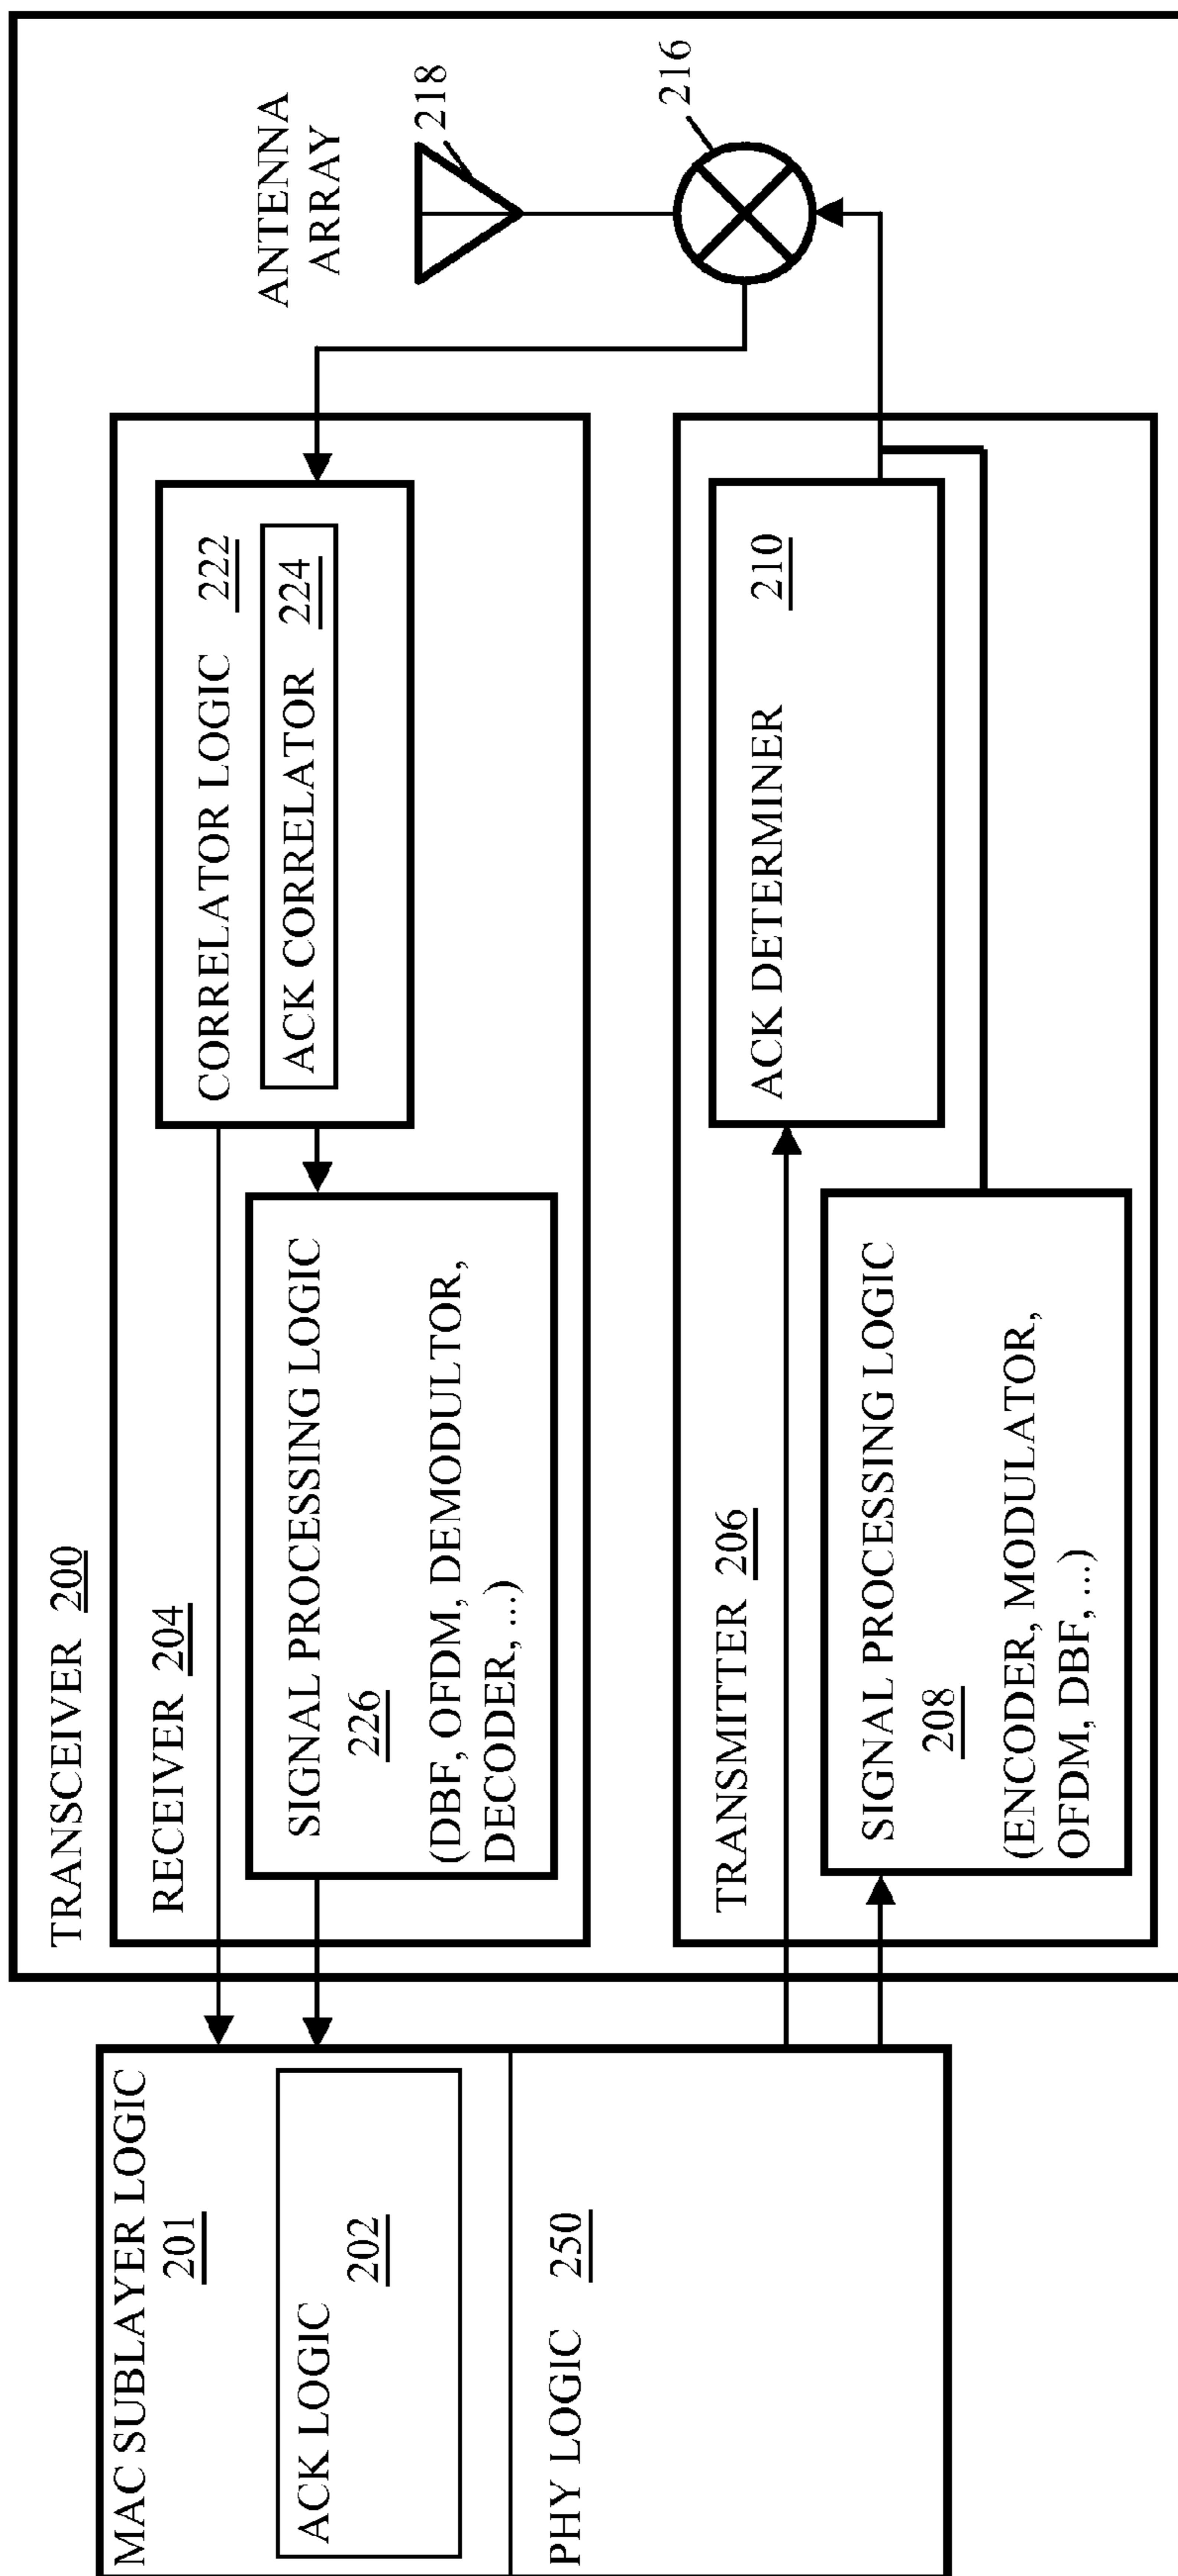 MAC SUBLAYER LOGIC
201
ACK LOGIC
202
PHY LOGIC 250
TRANSCEIVER 200
RECEIVER 204
SIGNAL PROCESSING LOGIC
226
(DBF, OFDM, DEMODULTOR,
DECODER, ...)
CORRELATOR LOGIC 222
ACK CORRELATOR 224
TRANSMITTER 206
SIGNAL PROCESSING LOGIC
208
(ENCODER, MODULATOR,
OFDM, DBF, ...)
ACK DETERMINER 210
ANTENNA
ARRAY
218
216